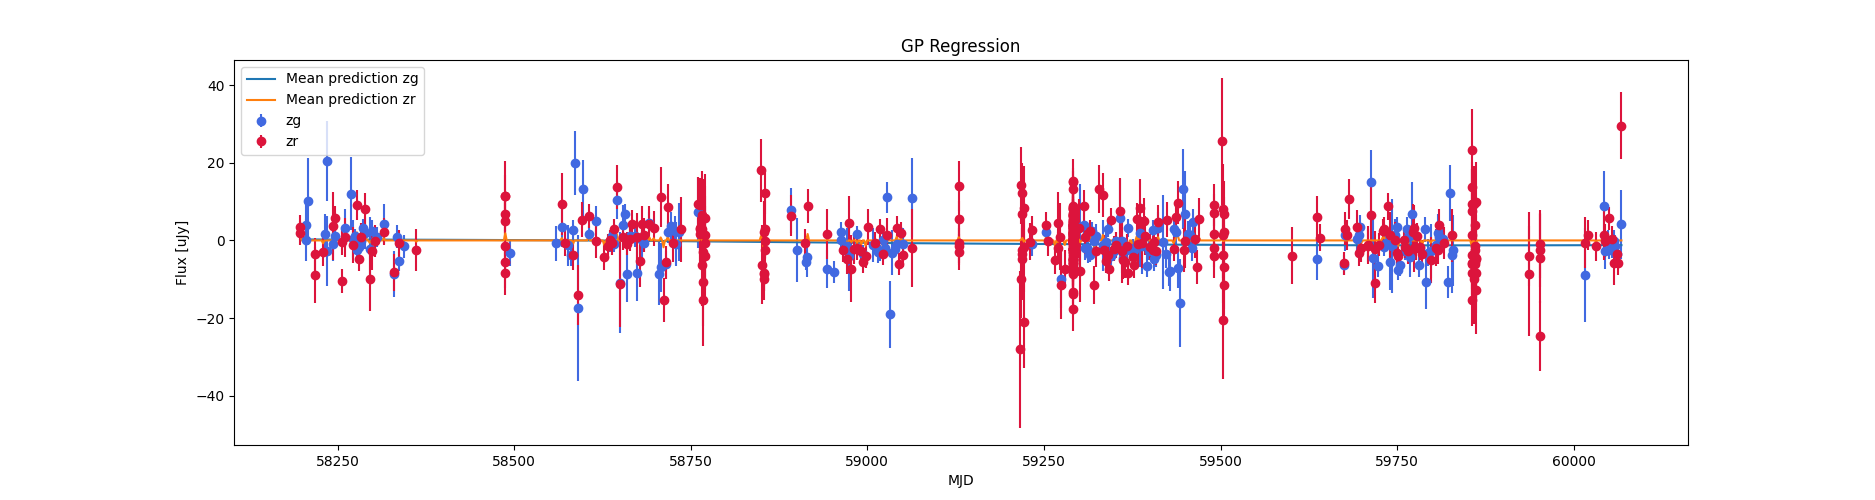 GP Regression
Mean prediction zg
Mean prediction zr
zg
zr
Flux [uJy]
40
20
0
−20
−40
58250 58500 58750 59000 59250 59500 59750 60000
MJD